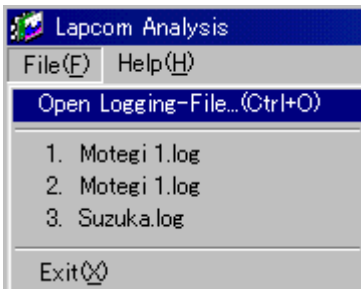 Lapcom Analysis
File(F) Help(H)
Open Logging-File...(Ctrl+O)
1. Motegi 1.log
2. Motegi 1.log
3. Suzuka.log
Exit(X)